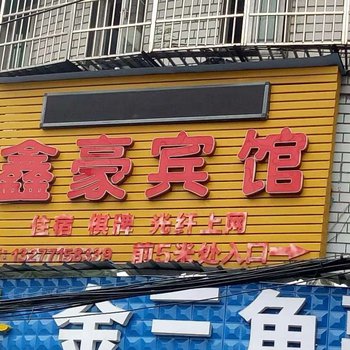 鑫豪宾馆
住宿 棋牌 光纤上网
:13277158339 前5米处入口
金三角